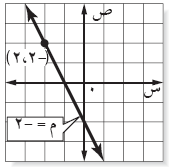 ص
(−٢، ٢)
س
٠
م = −٢